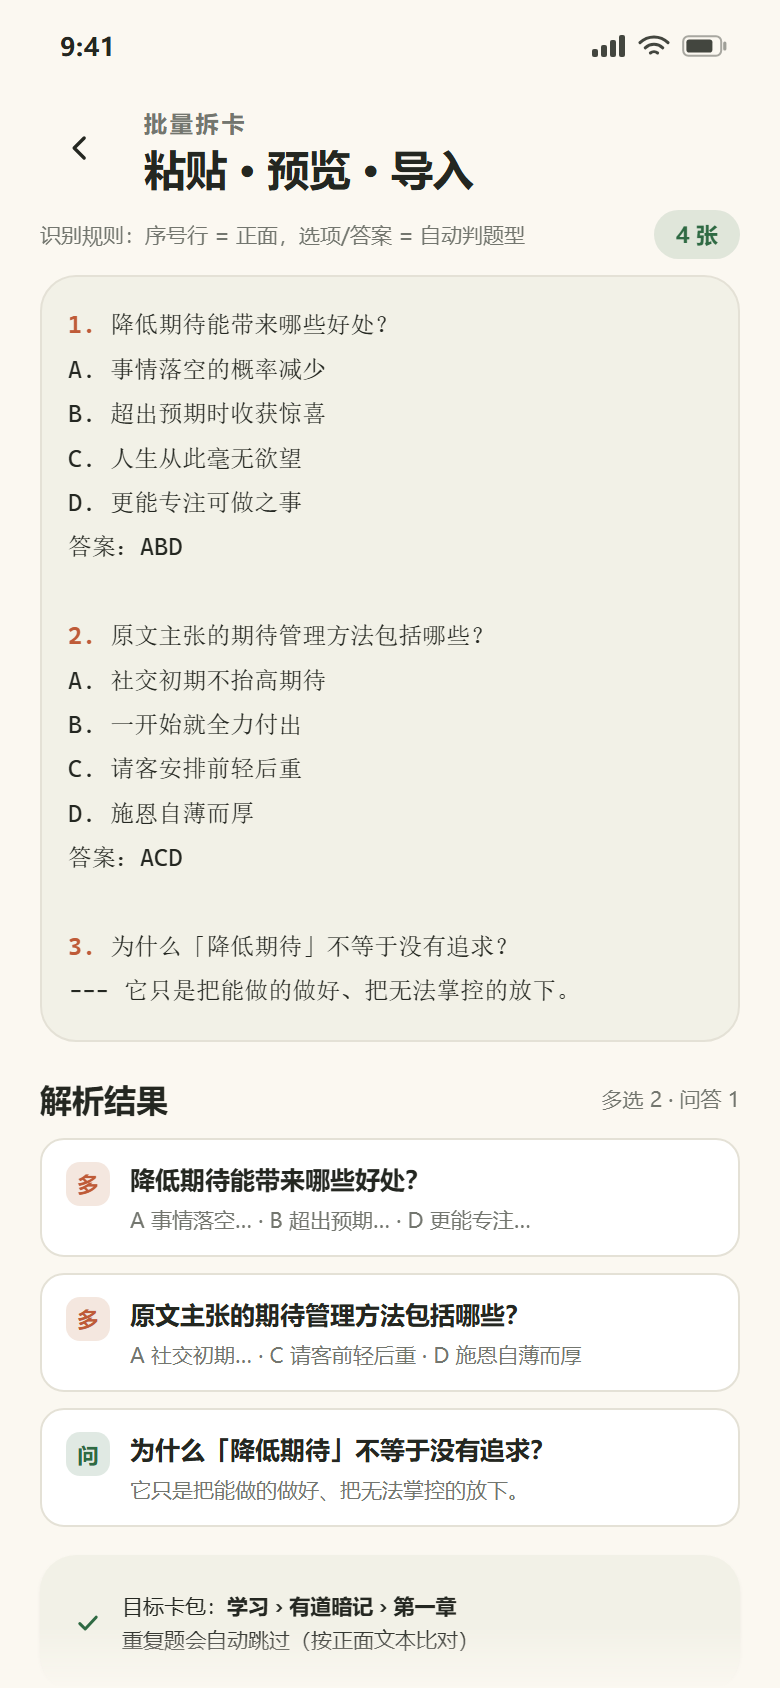 9:41
批量拆卡
粘贴 • 预览 • 导入
识别规则：序号行 = 正面，选项/答案 = 自动判题型
4 张
1. 降低期待能带来哪些好处？
A. 事情落空的概率减少
B. 超出预期时收获惊喜
C. 人生从此毫无欲望
D. 更能专注可做之事
答案：ABD
2. 原文主张的期待管理方法包括哪些？
A. 社交初期不抬高期待
B. 一开始就全力付出
C. 请客安排前轻后重
D. 施恩自薄而厚
答案：ACD
3. 为什么「降低期待」不等于没有追求？
--- 它只是把能做的做好、把无法掌控的放下。
解析结果
多选 2 · 问答 1
多
降低期待能带来哪些好处？
A 事情落空… · B 超出预期… · D 更能专注…
多
原文主张的期待管理方法包括哪些？
A 社交初期… · C 请客前轻后重 · D 施恩自薄而厚
问
为什么「降低期待」不等于没有追求？
它只是把能做的做好、把无法掌控的放下。
目标卡包：学习 › 有道暗记 › 第一章
重复题会自动跳过（按正面文本比对）